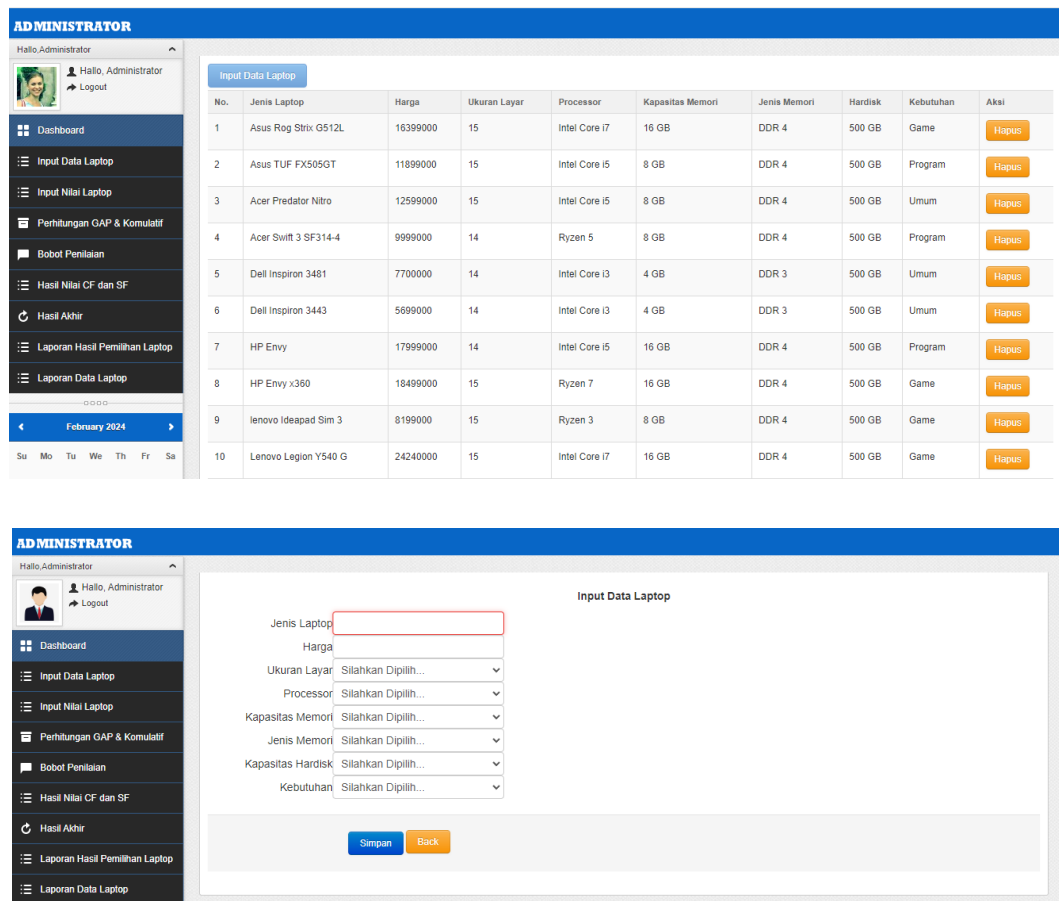 ADMINISTRATOR
Hallo,Administrator
Hallo, Administrator
Logout
Dashboard
Input Data Laptop
Input Nilai Laptop
Perhitungan GAP & Komulatif
Bobot Penilaian
Hasil Nilai CF dan SF
Hasil Akhir
Laporan Hasil Pemilihan Laptop
Laporan Data Laptop
February 2024
Su Mo Tu We Th Fr Sa
Input Data Laptop
No. Jenis Laptop Harga Ukuran Layar Processor Kapasitas Memori Jenis Memori Hardisk Kebutuhan Aksi
1 Asus Rog Strix G512L 16399000 15 Intel Core i7 16 GB DDR 4 500 GB Game Hapus
2 Asus TUF FX505GT 11899000 15 Intel Core i5 8 GB DDR 4 500 GB Program Hapus
3 Acer Predator Nitro 12599000 15 Intel Core i5 8 GB DDR 4 500 GB Umum Hapus
4 Acer Swift 3 SF314-4 9999000 14 Ryzen 5 8 GB DDR 4 500 GB Program Hapus
5 Dell Inspiron 3481 7700000 14 Intel Core i3 4 GB DDR 3 500 GB Umum Hapus
6 Dell Inspiron 3443 5699000 14 Intel Core i3 4 GB DDR 3 500 GB Umum Hapus
7 HP Envy 17999000 14 Intel Core i5 16 GB DDR 4 500 GB Program Hapus
8 HP Envy x360 18499000 15 Ryzen 7 16 GB DDR 4 500 GB Game Hapus
9 lenovo Ideapad Sim 3 8199000 15 Ryzen 3 8 GB DDR 4 500 GB Game Hapus
10 Lenovo Legion Y540 G 24240000 15 Intel Core i7 16 GB DDR 4 500 GB Game Hapus
ADMINISTRATOR
Hallo,Administrator
Hallo, Administrator
Logout
Dashboard
Input Data Laptop
Input Nilai Laptop
Perhitungan GAP & Komulatif
Bobot Penilaian
Hasil Nilai CF dan SF
Hasil Akhir
Laporan Hasil Pemilihan Laptop
Laporan Data Laptop
Input Data Laptop
Jenis Laptop
Harga
Ukuran Layar Silahkan Dipilih...
Processor Silahkan Dipilih...
Kapasitas Memori Silahkan Dipilih...
Jenis Memori Silahkan Dipilih...
Kapasitas Hardisk Silahkan Dipilih...
Kebutuhan Silahkan Dipilih...
Simpan Back